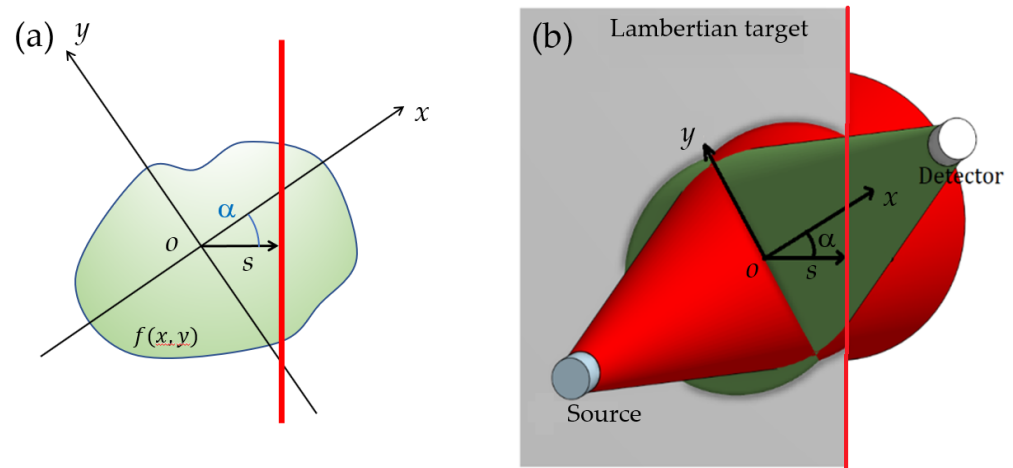 (a)
y
x
α
o
s
f(x,y)
(b)
Lambertian target
y
Detector
x
α
o
s
Source